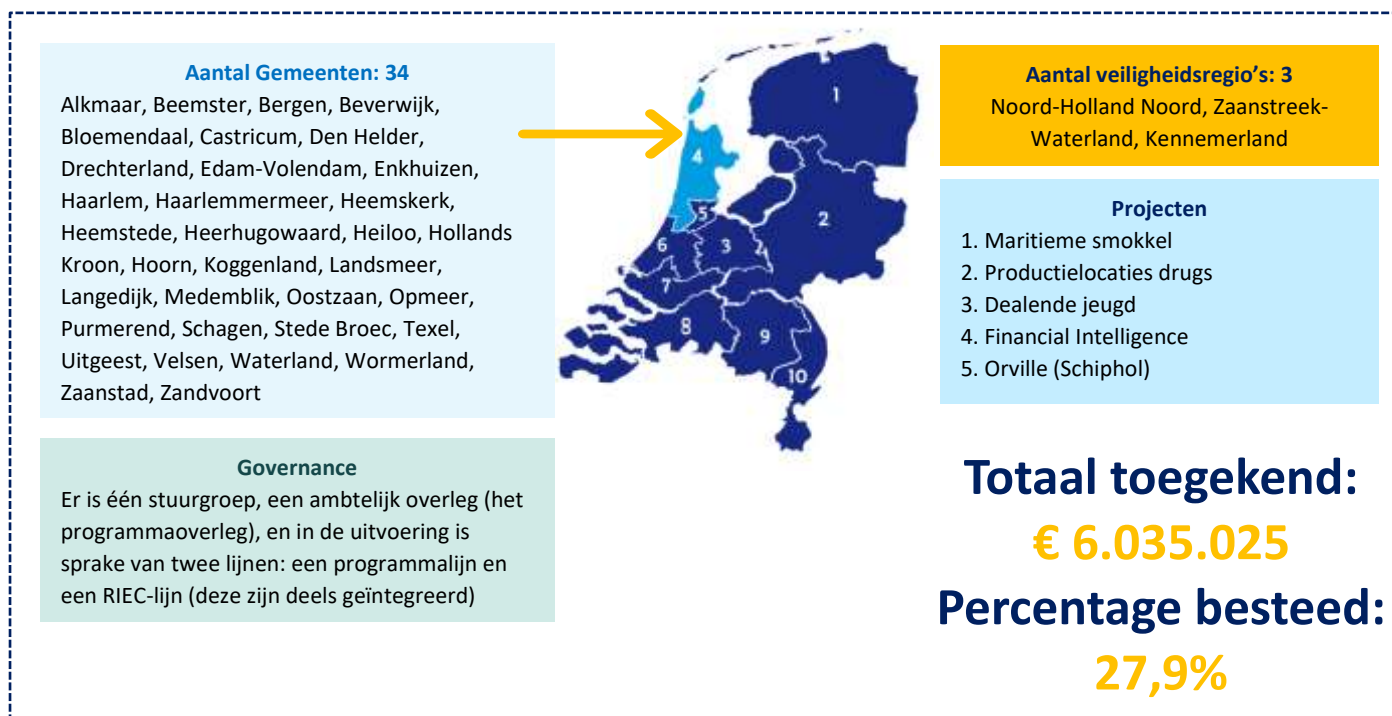 Aantal Gemeenten: 34
Alkmaar, Beemster, Bergen, Beverwijk,
Bloemendaal, Castricum, Den Helder,
Drechterland, Edam-Volendam, Enkhuizen,
Haarlem, Haarlemmermeer, Heemskerk,
Heemstede, Heerhugowaard, Heiloo, Hollands
Kroon, Hoorn, Koggenland, Landsmeer,
Langedijk, Medemblik, Oostzaan, Opmeer,
Purmerend, Schagen, Stede Broec, Texel,
Uitgeest, Velsen, Waterland, Wormerland,
Zaanstad, Zandvoort
Governance
Er is één stuurgroep, een ambtelijk overleg (het
programmaoverleg), en in de uitvoering is
sprake van twee lijnen: een programmalijn en
een RIEC-lijn (deze zijn deels geïntegreerd)
1
4
5
2
6
3
7
8
9
10
Aantal veiligheidsregio's: 3
Noord-Holland Noord, Zaanstreek-
Waterland, Kennemerland
Projecten
1. Maritieme smokkel
2. Productielocaties drugs
3. Dealende jeugd
4. Financial Intelligence
5. Orville (Schiphol)
Totaal toegekend:
€ 6.035.025
Percentage besteed:
27,9%